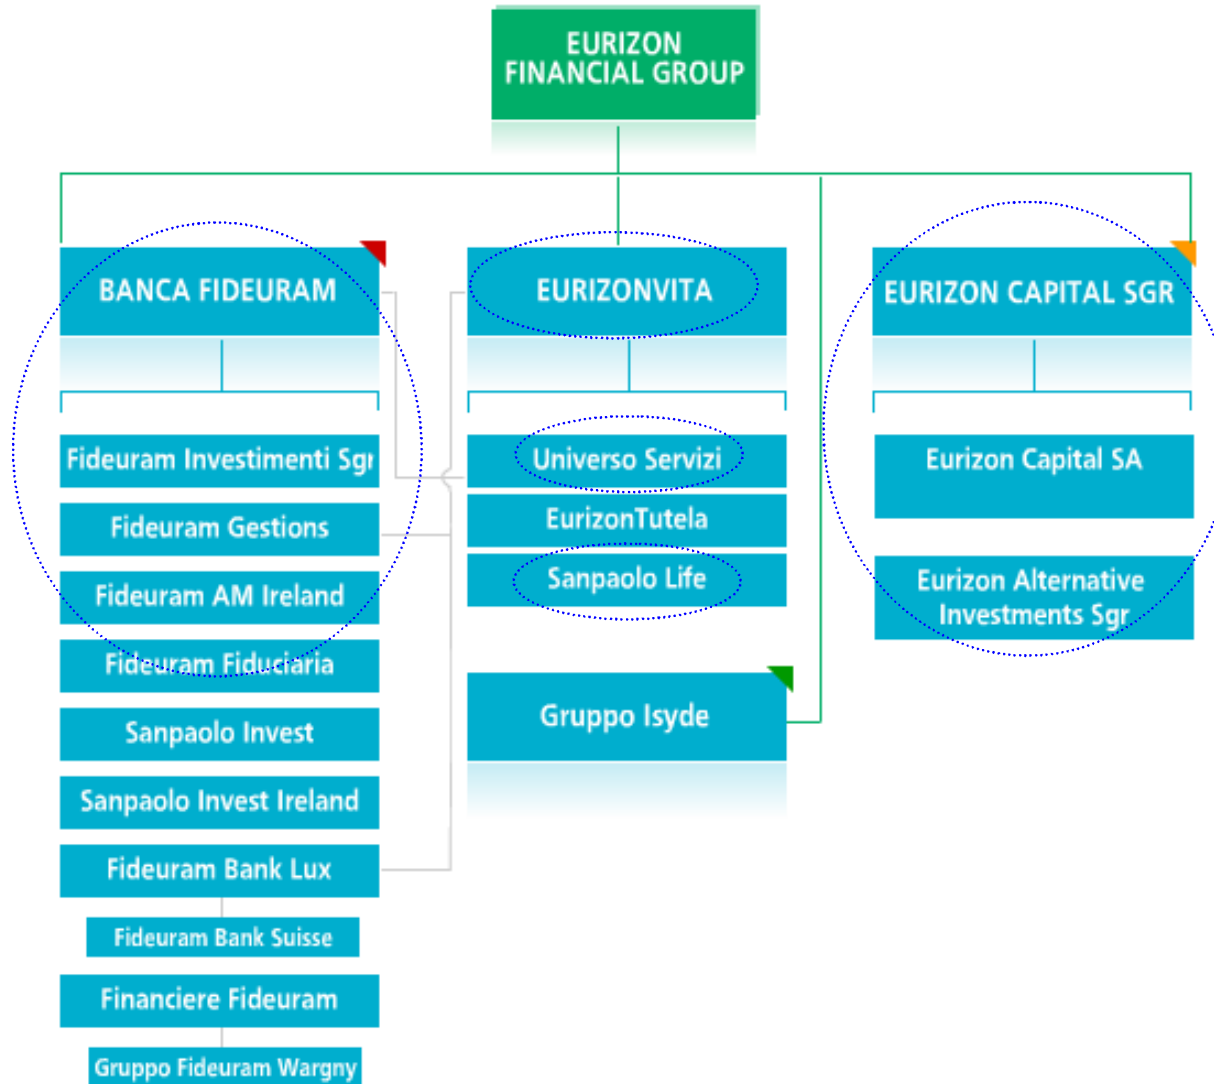 EURIZON
FINANCIAL GROUP
BANCA FIDEURAM
Fideuram Investimenti Sgr
Fideuram Gestions
Fideuram AM Ireland
Fideuram Fiduciaria
Sanpaolo Invest
Sanpaolo Invest Ireland
Fideuram Bank Lux
Fideuram Bank Suisse
Financiere Fideuram
Gruppo Fideuram Wargny
EURIZONVITA
Universo Servizi
EurizonTutela
Sanpaolo Life
Gruppo Isyde
EURIZON CAPITAL SGR
Eurizon Capital SA
Eurizon Alternative
Investments Sgr